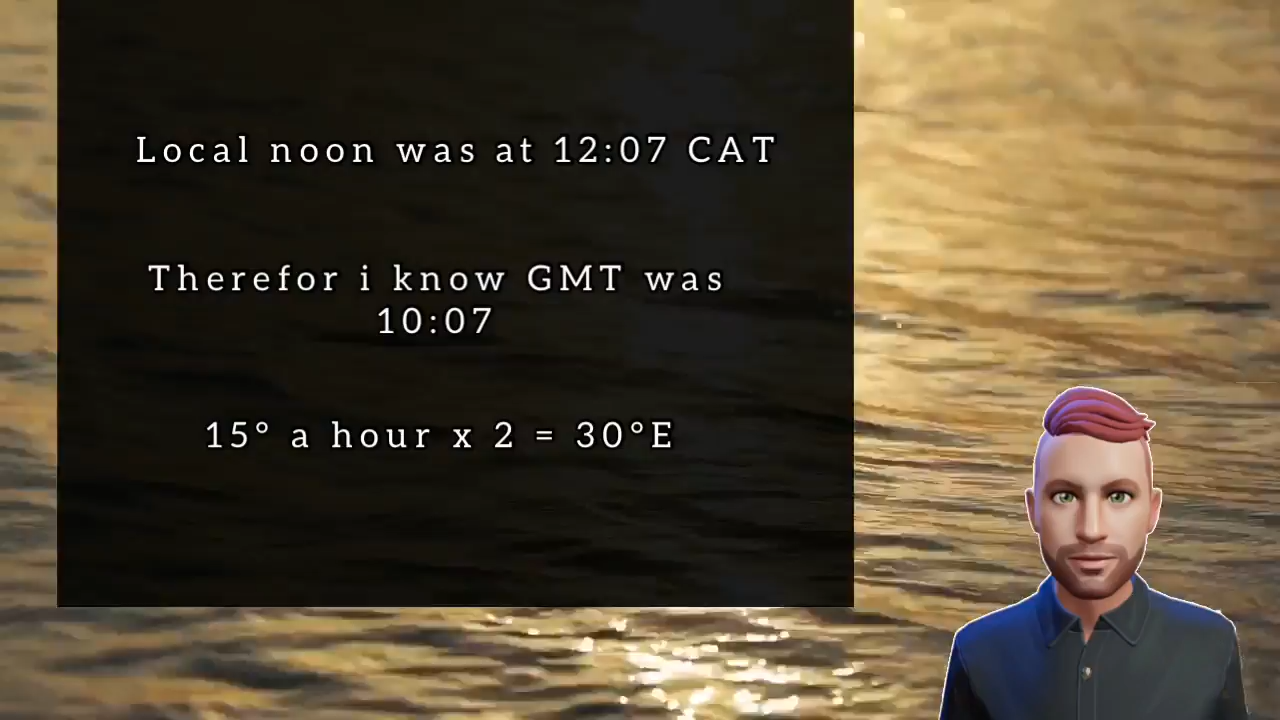 Local noon was at 12:07 CAT
Therefor i know GMT was
10:07
15° a hour x 2 = 30°E